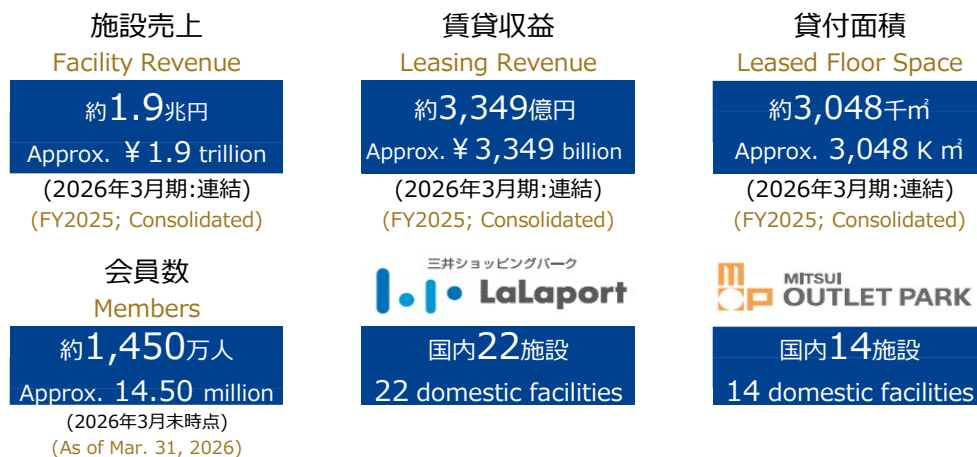 施設売上
Facility Revenue
約1.9兆円
Approx. ¥1.9 trillion
(2026年3月期:連結)
(FY2025; Consolidated)
賃貸収益
Leasing Revenue
約3,349億円
Approx. ¥3,349 billion
(2026年3月期:連結)
(FY2025; Consolidated)
貸付面積
Leased Floor Space
約3,048千㎡
Approx. 3,048 K ㎡
(2026年3月期:連結)
(FY2025; Consolidated)
会員数
Members
約1,450万人
Approx. 14.50 million
(2026年3月末時点)
(As of Mar. 31, 2026)
三井ショッピングパーク
LaLaport
国内22施設
22 domestic facilities
mop
MITSUI
OUTLET PARK
国内14施設
14 domestic facilities